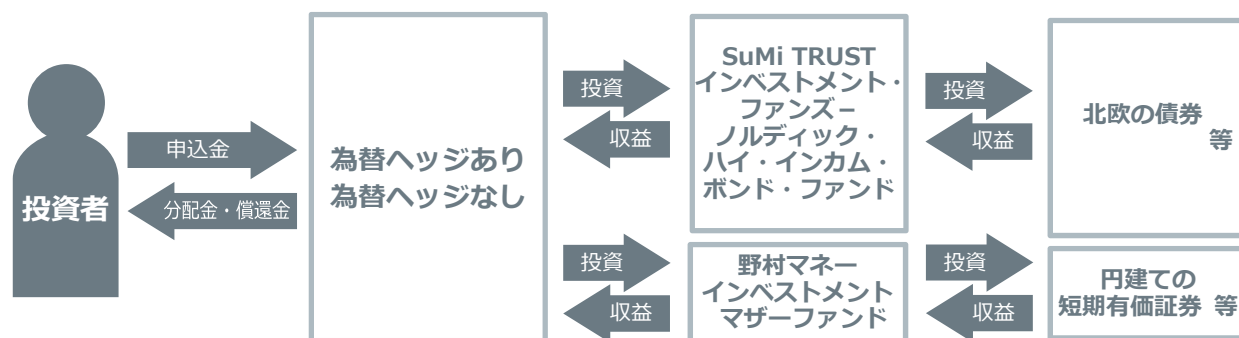 投資者
申込金
分配金・償還金
為替ヘッジあり
為替ヘッジなし
投資
収益
SuMi TRUST
インベストメント・
ファンズ－
ノルディック・
ハイ・インカム・
ボンド・ファンド
投資
収益
北欧の債券
等
投資
収益
野村マネー
インベストメント
マザーファンド
投資
収益
円建ての
短期有価証券 等